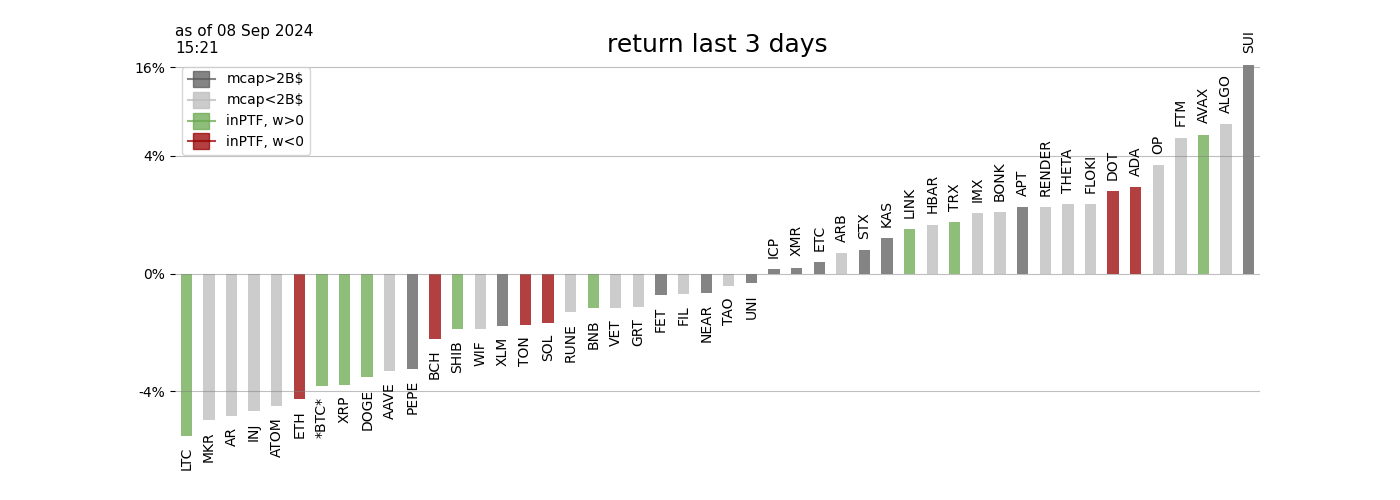 as of 08 Sep 2024
15:21
return last 3 days
16%
4%
0%
-4%
mcap>2B$
mcap<2B$
inPTF, w>0
inPTF, w<0
LTC
MKR
AR
INJ
ATOM
ETH
*BTC*
XRP
DOGE
AAVE
PEPE
BCH
SHIB
WIF
XLM
TON
SOL
RUNE
BNB
VET
GRT
FET
FIL
NEAR
TAO
UNI
ICP
XMR
ETC
ARB
STX
KAS
LINK
HBAR
TRX
IMX
BONK
APT
RENDER
THETA
FLOKI
DOT
ADA
OP
FTM
AVAX
ALGO
SUI